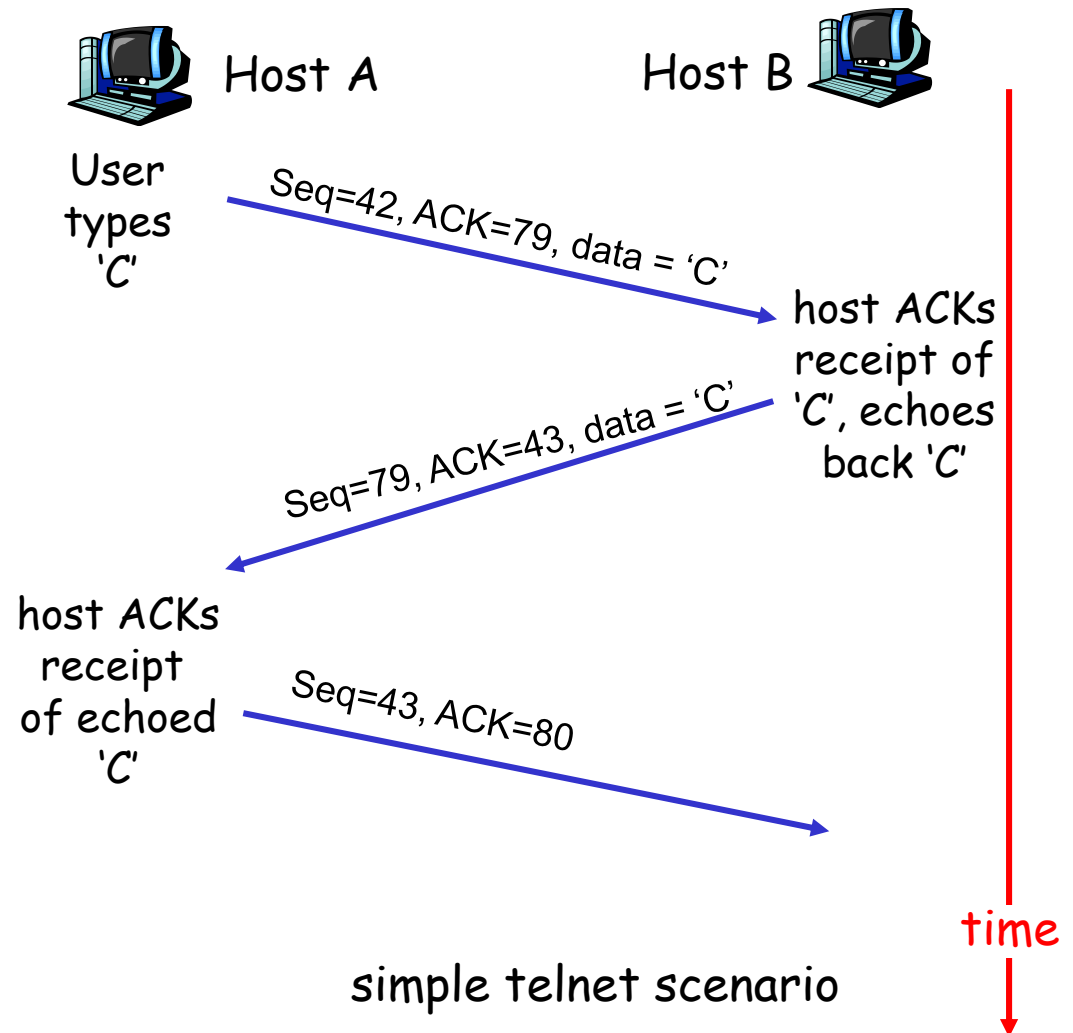 Host A
Host B
User
types
‘C’
Seq=42, ACK=79, data = ‘C’
host ACKs
receipt of
‘C’, echoes
back ‘C’
Seq=79, ACK=43, data = ‘C’
host ACKs
receipt
of echoed
‘C’
Seq=43, ACK=80
time
simple telnet scenario